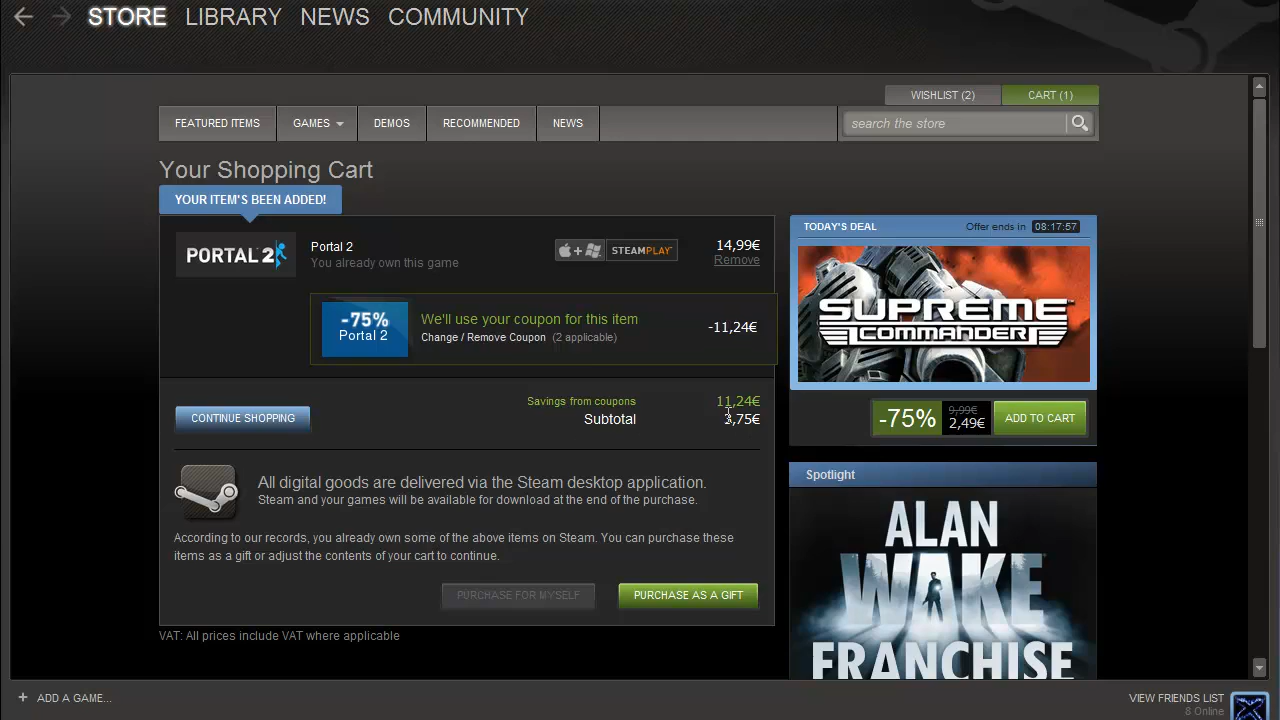 STORE LIBRARY NEWS COMMUNITY
WISHLIST (2) CART (1)
FEATURED ITEMS GAMES DEMOS RECOMMENDED NEWS search the store
Your Shopping Cart
YOUR ITEM'S BEEN ADDED!
PORTAL 2
Portal 2
You already own this game
+ STEAMPLAY
14,99€
Remove
-75%
Portal 2
We'll use your coupon for this item
Change / Remove Coupon (2 applicable)
-11,24€
Savings from coupons 11,24€
CONTINUE SHOPPING Subtotal 3,75€
All digital goods are delivered via the Steam desktop application.
Steam and your games will be available for download at the end of the purchase.
According to our records, you already own some of the above items on Steam. You can purchase these
items as a gift or adjust the contents of your cart to continue.
PURCHASE FOR MYSELF PURCHASE AS A GIFT
VAT: All prices include VAT where applicable
TODAY'S DEAL Offer ends in 08:17:57
SUPREME
COMMANDER
-75% 9,99€ 2,49€ ADD TO CART
Spotlight
ALAN
WAKE
FRANCHISE
+ ADD A GAME...
VIEW FRIENDS LIST
8 Online